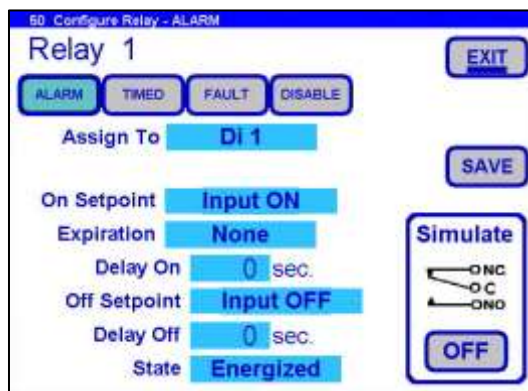 50 Configure Relay - ALARM
Relay 1
EXIT
ALARM TIMED FAULT DISABLE
Assign To Di 1
SAVE
On Setpoint Input ON
Expiration None
Delay On 0 sec.
Off Setpoint Input OFF
Delay Off 0 sec.
State Energized
Simulate
NC
C
NO
OFF